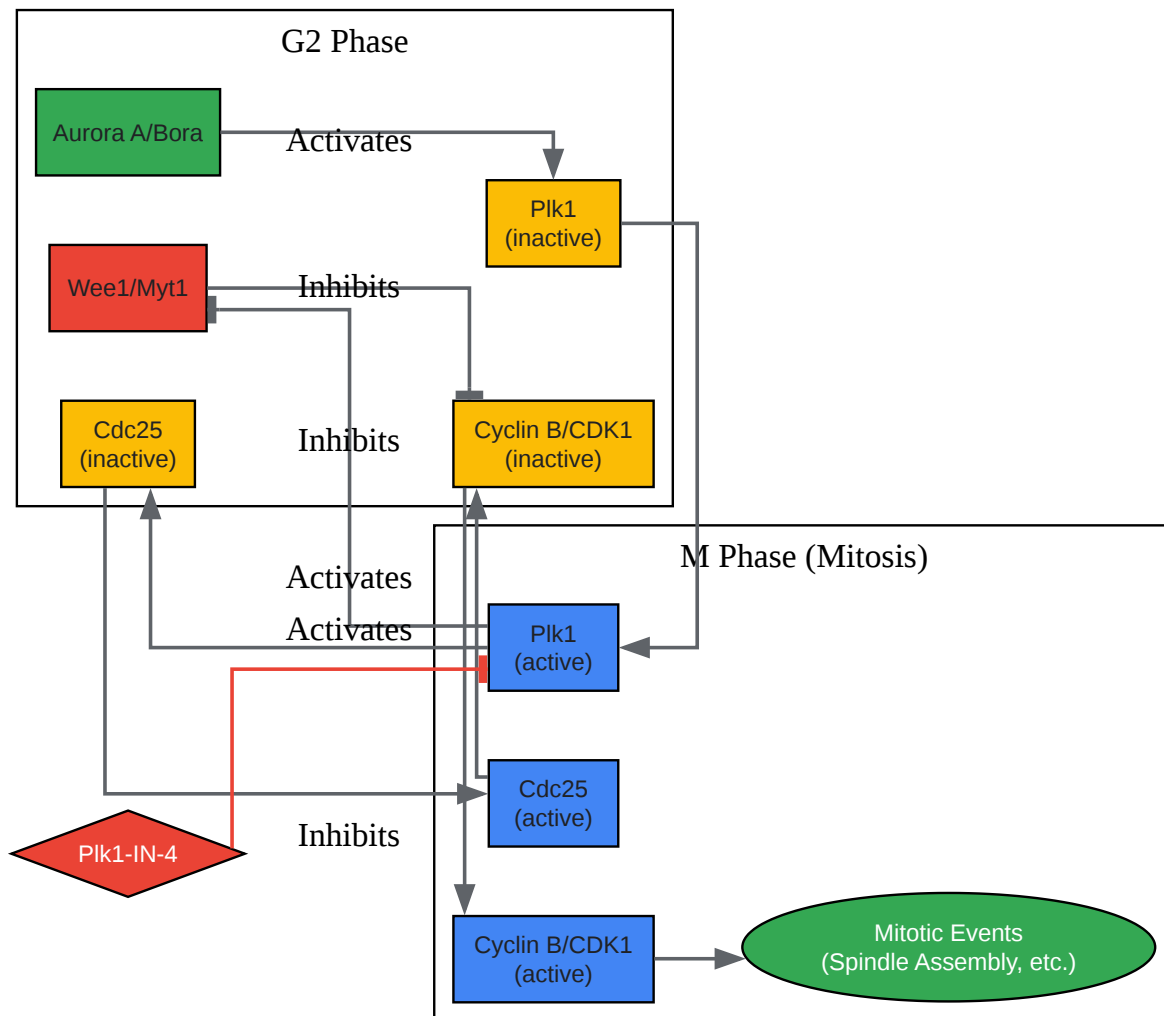 G2 Phase
Aurora A/Bora
Activates
Plk1
(inactive)
Wee1/Myt1
Inhibits
Cdc25
(inactive)
Inhibits
Cyclin B/CDK1
(inactive)
M Phase (Mitosis)
Activates
Activates
Plk1
(active)
Cdc25
(active)
Inhibits
Plk1-IN-4
Cyclin B/CDK1
(active)
Mitotic Events
(Spindle Assembly, etc.)